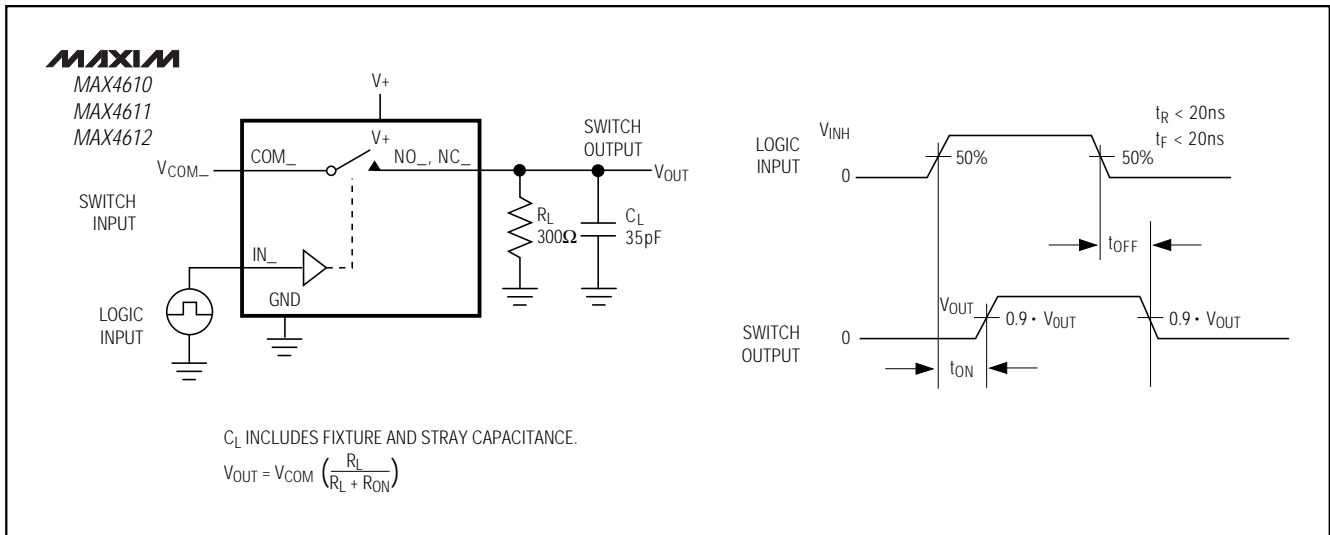 MAXIM
MAX4610
MAX4611
MAX4612
V+
V+
COM_
NO_, NC_
VCOM_
SWITCH
INPUT
SWITCH
OUTPUT
VOUT
RL
300Ω
CL
35pF
IN_
GND
LOGIC
INPUT
CL INCLUDES FIXTURE AND STRAY CAPACITANCE.
VOUT = VCOM (RL / RL + RON)
tR < 20ns
tF < 20ns
LOGIC
INPUT
VINH
0
50%
50%
tOFF
SWITCH
OUTPUT
VOUT
0
0.9 · VOUT
0.9 · VOUT
tON